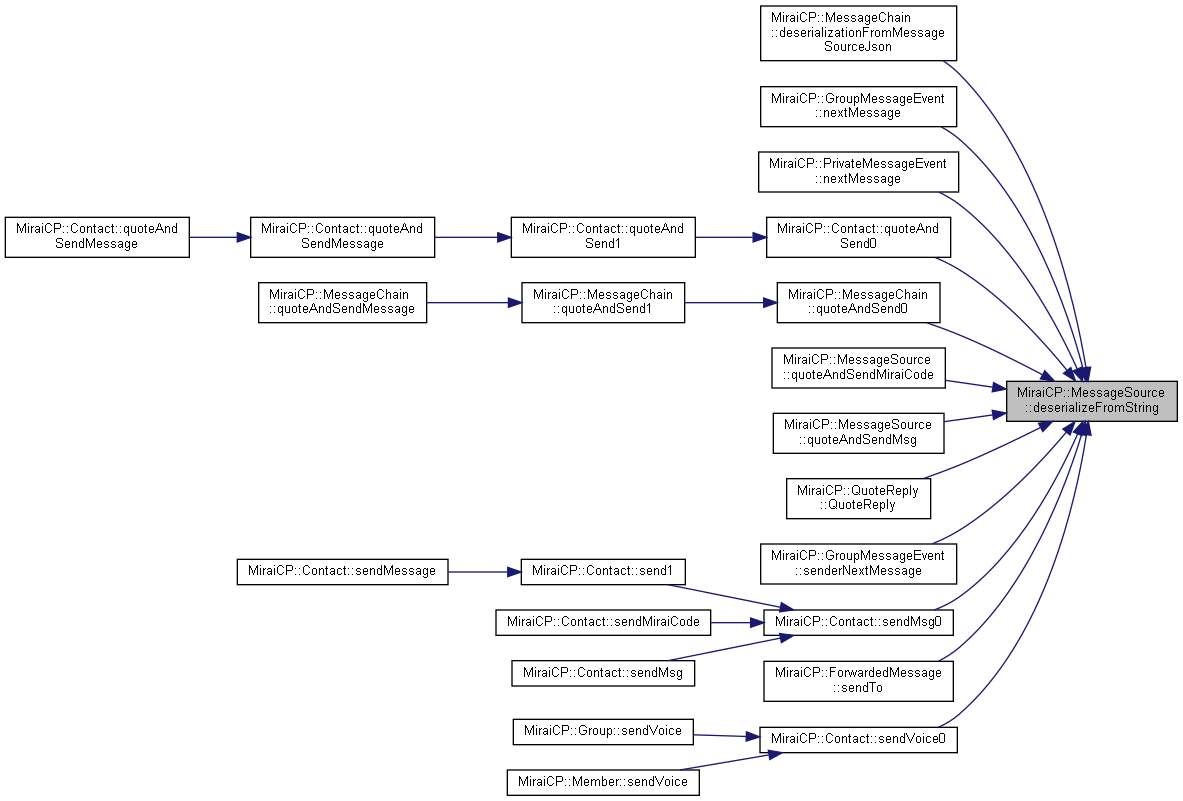 MiraiCP::MessageChain
::deserializationFromMessage
SourceJson
MiraiCP::GroupMessageEvent
::nextMessage
MiraiCP::PrivateMessageEvent
::nextMessage
MiraiCP::Contact::quoteAnd
SendMessage
MiraiCP::Contact::quoteAnd
SendMessage
MiraiCP::Contact::quoteAnd
Send1
MiraiCP::Contact::quoteAnd
Send0
MiraiCP::MessageChain
::quoteAndSendMessage
MiraiCP::MessageChain
::quoteAndSend1
MiraiCP::MessageChain
::quoteAndSend0
MiraiCP::MessageSource
::quoteAndSendMiraiCode
MiraiCP::MessageSource
::deserializeFromString
MiraiCP::MessageSource
::quoteAndSendMsg
MiraiCP::QuoteReply
::QuoteReply
MiraiCP::GroupMessageEvent
::senderNextMessage
MiraiCP::Contact::sendMessage
MiraiCP::Contact::send1
MiraiCP::Contact::sendMiraiCode
MiraiCP::Contact::sendMsg0
MiraiCP::Contact::sendMsg
MiraiCP::ForwardedMessage
::sendTo
MiraiCP::Group::sendVoice
MiraiCP::Contact::sendVoice0
MiraiCP::Member::sendVoice